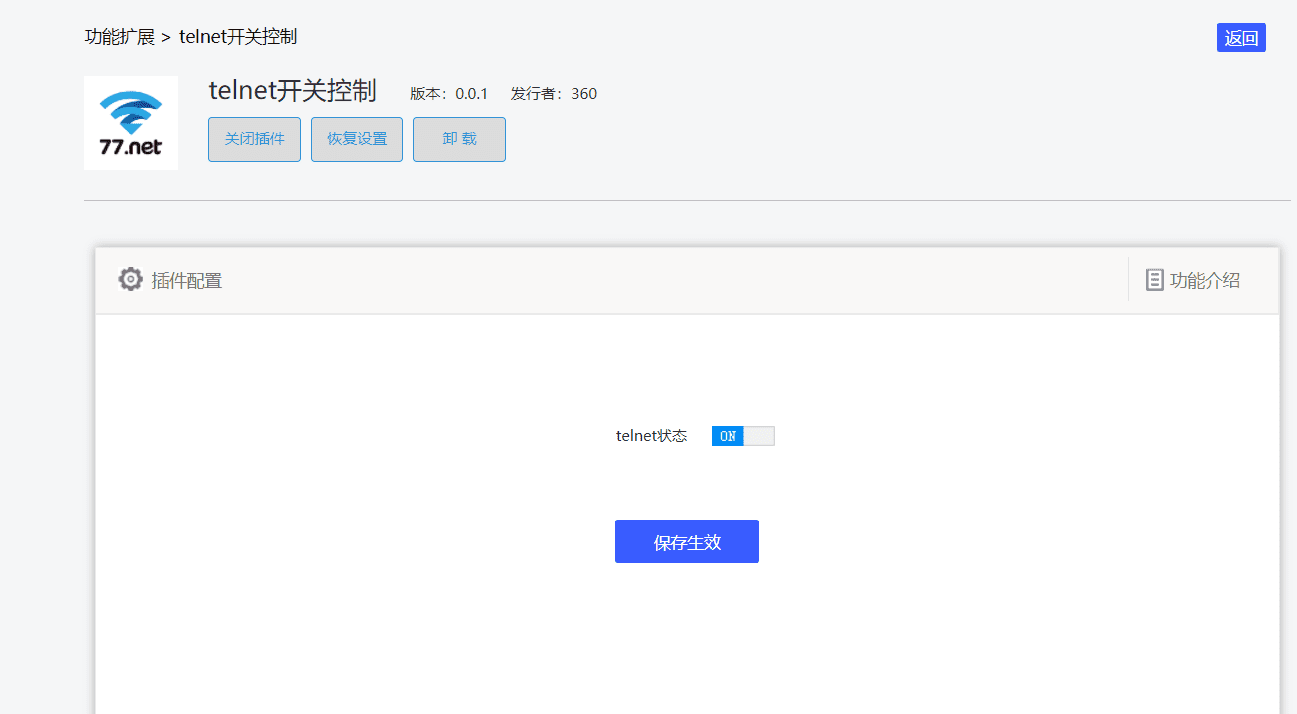 功能扩展 > telnet开关控制
返回
77.net
telnet开关控制 版本：0.0.1 发行者：360
关闭插件 恢复设置 卸 载
插件配置 功能介绍
telnet状态 ON
保存生效